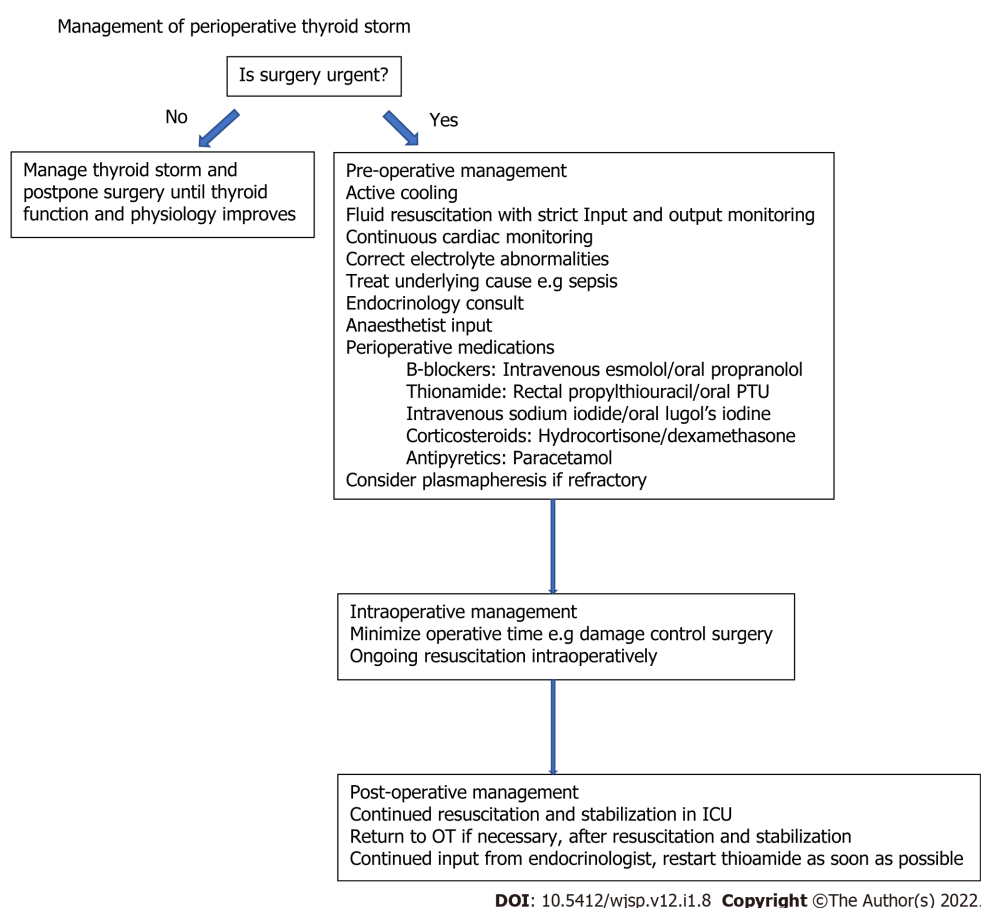 Management of perioperative thyroid storm
Is surgery urgent?
No
Yes
Manage thyroid storm and
postpone surgery until thyroid
function and physiology improves
Pre-operative management
Active cooling
Fluid resuscitation with strict Input and output monitoring
Continuous cardiac monitoring
Correct electrolyte abnormalities
Treat underlying cause e.g sepsis
Endocrinology consult
Anaesthetist input
Perioperative medications
B-blockers: Intravenous esmolol/oral propranolol
Thionamide: Rectal propylthiouracil/oral PTU
Intravenous sodium iodide/oral lugol’s iodine
Corticosteroids: Hydrocortisone/dexamethasone
Antipyretics: Paracetamol
Consider plasmapheresis if refractory
Intraoperative management
Minimize operative time e.g damage control surgery
Ongoing resuscitation intraoperatively
Post-operative management
Continued resuscitation and stabilization in ICU
Return to OT if necessary, after resuscitation and stabilization
Continued input from endocrinologist, restart thioamide as soon as possible
DOI: 10.5412/wjsp.v12.i1.8 Copyright ©The Author(s) 2022.